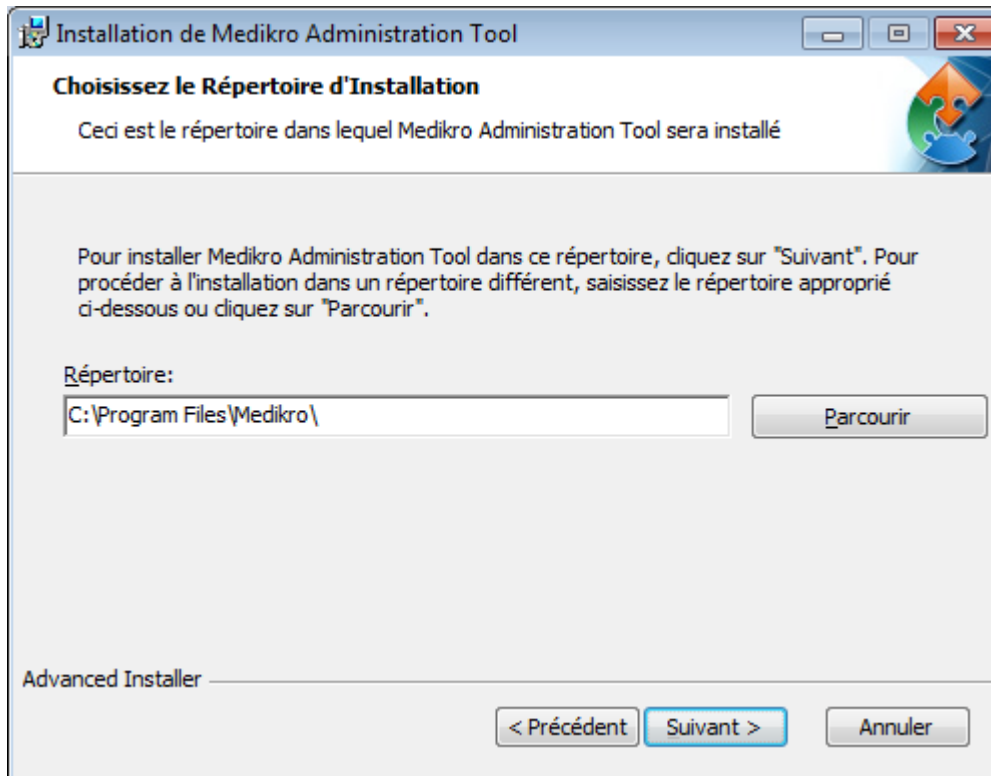 Installation de Medikro Administration Tool
Choisissez le Répertoire d'Installation
Ceci est le répertoire dans lequel Medikro Administration Tool sera installé
Pour installer Medikro Administration Tool dans ce répertoire, cliquez sur "Suivant". Pour
procéder à l'installation dans un répertoire différent, saisissez le répertoire approprié
ci-dessous ou cliquez sur "Parcourir".
Répertoire:
C:\Program Files\Medikro\
Parcourir
Advanced Installer
< Précédent
Suivant >
Annuler